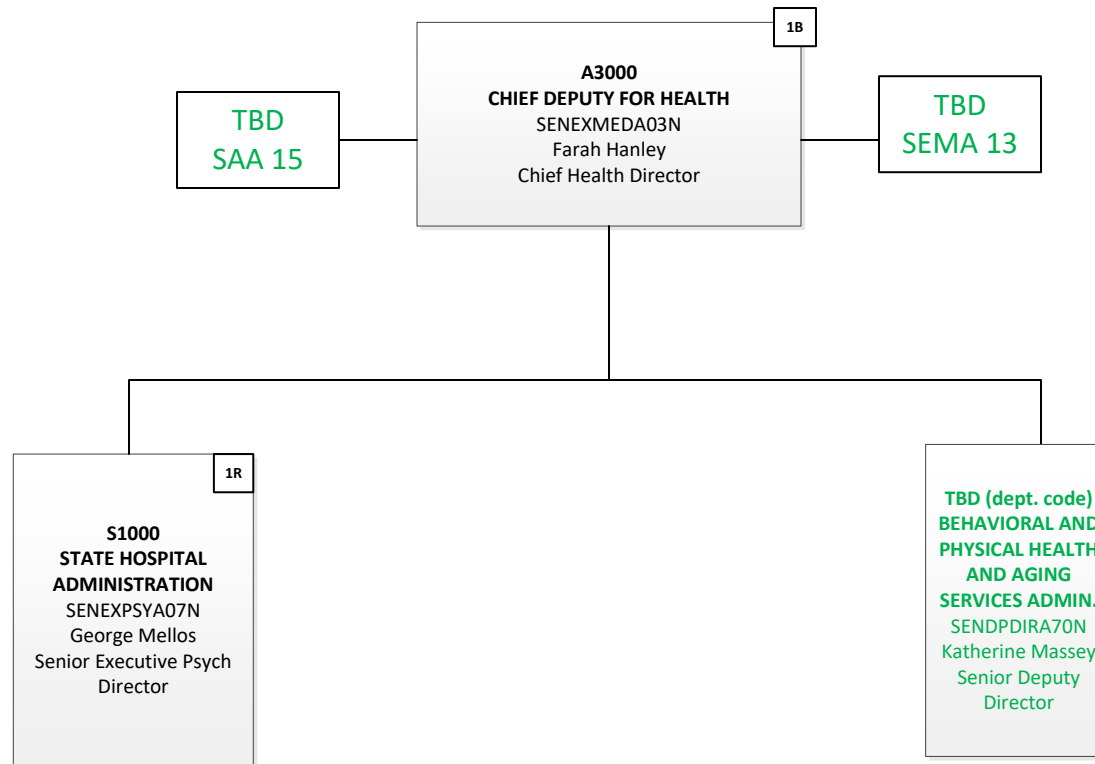 1B
A3000
CHIEF DEPUTY FOR HEALTH
SENEXMEDA03N
Farah Hanley
Chief Health Director
TBD
SAA 15
TBD
SEMA 13
1R
S1000
STATE HOSPITAL
ADMINISTRATION
SENEXPSYA07N
George Mellos
Senior Executive Psych
Director
TBD (dept. code)
BEHAVIORAL AND
PHYSICAL HEALTH
AND AGING
SERVICES ADMIN.
SENDPDIRA70N
Katherine Massey
Senior Deputy
Director